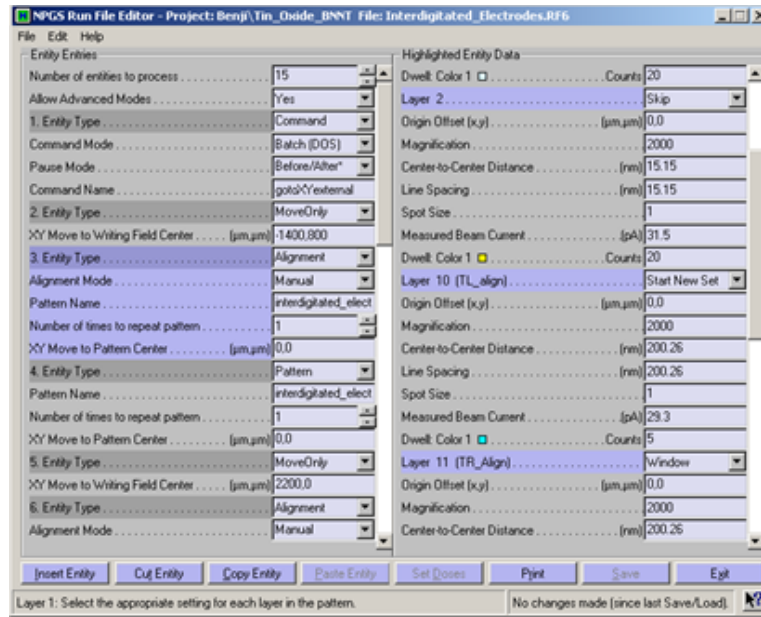 NPGS Run File Editor - Project: Benji\Tin_Oxide_BNNT File: Interdigitated_Electrodes.RF6
File Edit Help
Entity Entries
Number of entities to process 15
Allow Advanced Modes Yes
1. Entity Type Command
Command Mode Batch (DOS)
Pause Mode Before/After*
Command Name gotoXYexternal
2. Entity Type MoveOnly
XY Move to Writing Field Center (µm,µm) -1400,800
3. Entity Type Alignment
Alignment Mode Manual
Pattern Name interdigitated_elect
Number of times to repeat pattern 1
XY Move to Pattern Center (µm,µm) 0,0
4. Entity Type Pattern
Pattern Name interdigitated_elect
Number of times to repeat pattern 1
XY Move to Pattern Center (µm,µm) 0,0
5. Entity Type MoveOnly
XY Move to Writing Field Center (µm,µm) 2200,0
6. Entity Type Alignment
Alignment Mode Manual
Highlighted Entity Data
Dwell: Color 1 Counts 20
Layer 2 Skip
Origin Offset (x,y) (µm,µm) 0,0
Magnification 2000
Center-to-Center Distance (nm) 15.15
Line Spacing (nm) 15.15
Spot Size 1
Measured Beam Current (pA) 31.5
Dwell: Color 1 Counts 20
Layer 10 (TL_align) Start New Set
Origin Offset (x,y) (µm,µm) 0,0
Magnification 2000
Center-to-Center Distance (nm) 200.26
Line Spacing (nm) 200.26
Spot Size 1
Measured Beam Current (pA) 29.3
Dwell: Color 1 Counts 5
Layer 11 (TR_Align) Window
Origin Offset (x,y) (µm,µm) 0,0
Magnification 2000
Center-to-Center Distance (nm) 200.26
Insert Entity Cut Entity Copy Entity Paste Entity Set Doses Print Save Exit
Layer 1: Select the appropriate setting for each layer in the pattern. No changes made (since last Save/Load).